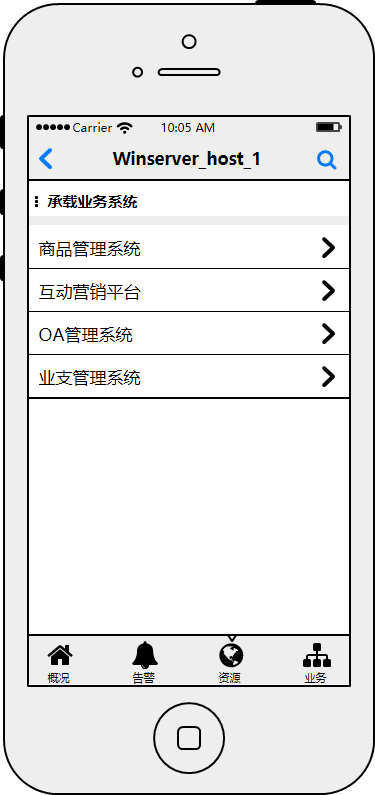 Carrier 10:05 AM
Winserver_host_1
承载业务系统
商品管理系统
互动营销平台
OA管理系统
业支管理系统
概况 告警 资源 业务